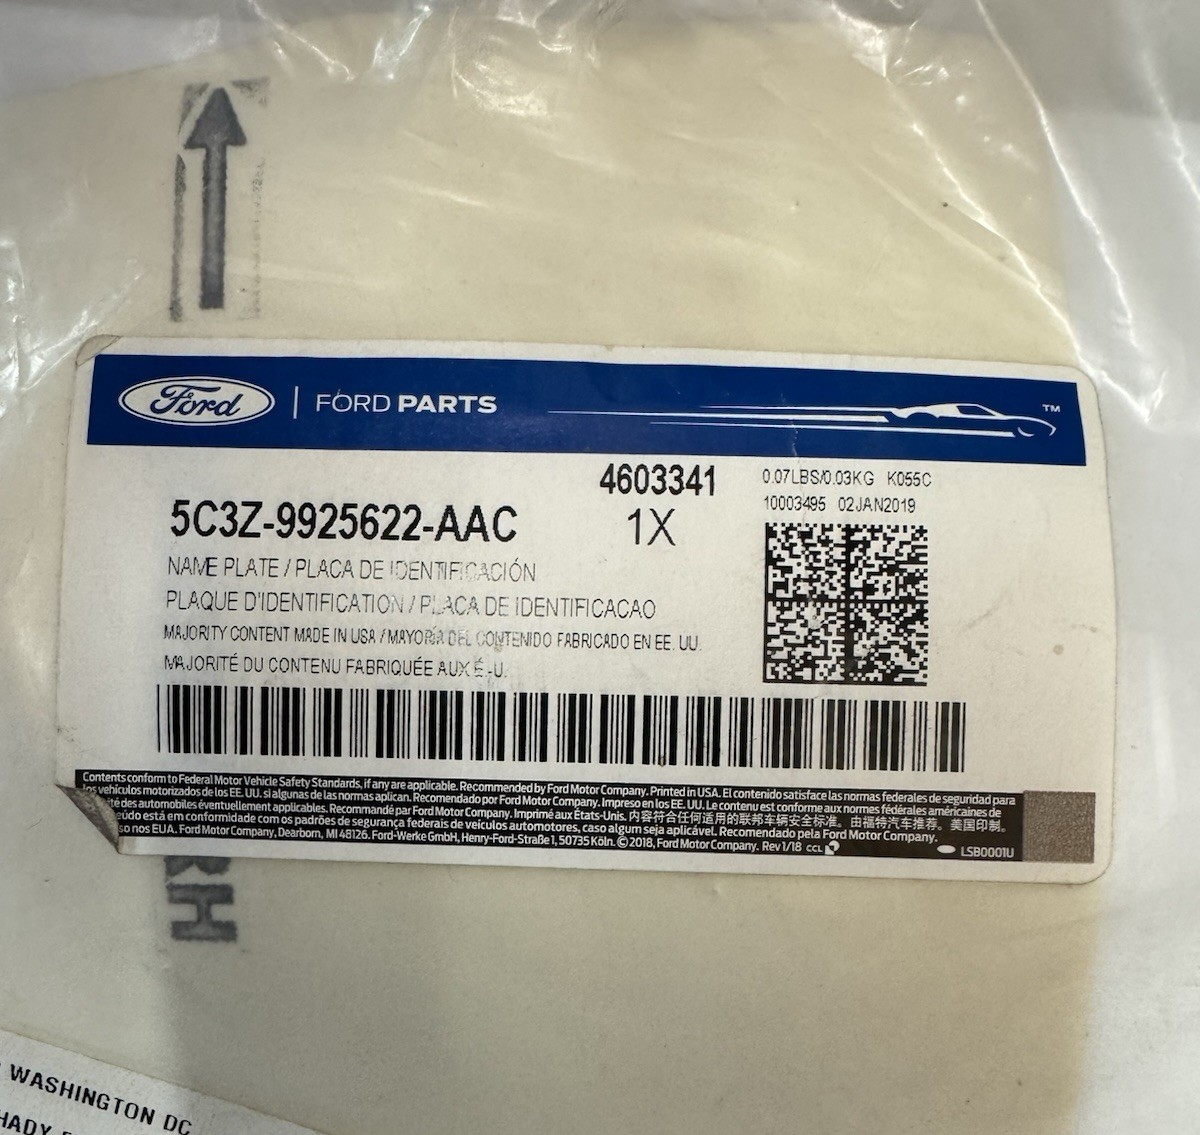 Ford | FORD PARTS ™
4603341
0.07LBS/0.03KG K055C
5C3Z-9925622-AAC
1X
10003495 02JAN2019
NAME PLATE / PLACA DE IDENTIFICACIÓN
PLAQUE D'IDENTIFICATION / PLACA DE IDENTIFICACAO
MAJORITY CONTENT MADE IN USA / MAYORÍA DEL CONTENIDO FABRICADO EN EE. UU.
MAJORITÉ DU CONTENU FABRIQUÉE AUX É.-U.
Contents conform to Federal Motor Vehicle Safety Standards, if any are applicable. Recommended by Ford Motor Company. Printed in USA. El contenido satisface las normas federales de seguridad para
los vehículos motorizados de los EE. UU. si algunas de las normas aplican. Recomendado por Ford Motor Company. Impreso en los EE. UU. Le contenu est conforme aux normes fédérales américaines de
ité des automobiles éventuellement applicables. Recommandé par Ford Motor Company. Imprimé aux États-Unis. 内容符合任何适用的联邦车辆安全标准。 由福特汽车推荐。 美国印制。
eúdo está em conformidade com os padrões de segurança federais de veículos automotores, caso algum seja aplicável. Recomendado pela Ford Motor Company.
so nos EUA. Ford Motor Company, Dearborn, MI 48126. Ford-Werke GmbH, Henry-Ford-Straße 1, 50735 Köln. © 2018, Ford Motor Company. Rev 1/18 CCL
LSB0001U
RH
WASHINGTON DC
HADY